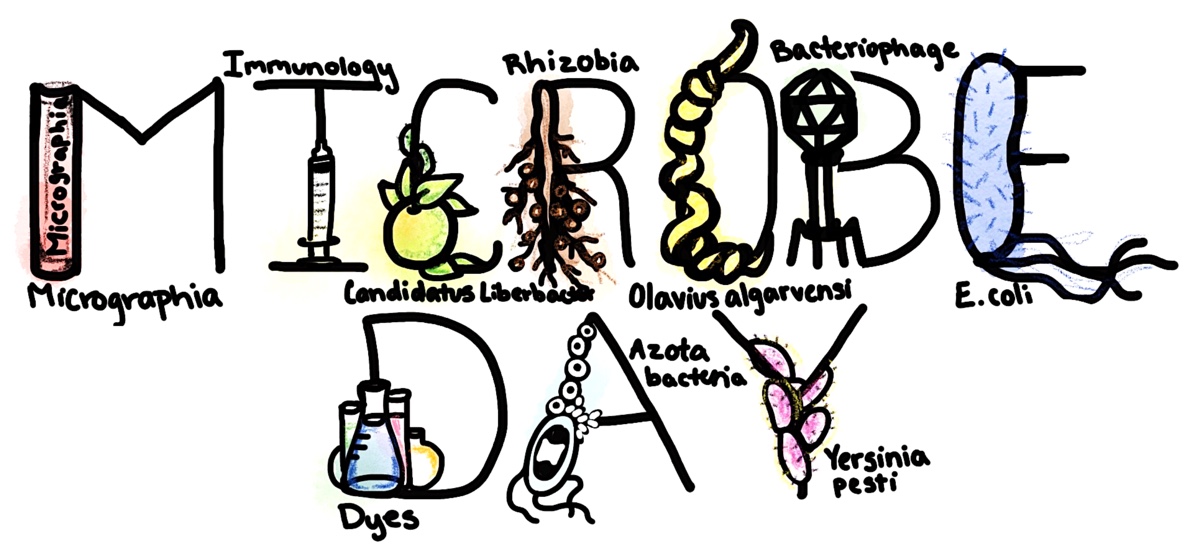 Immunology
Rhizobia
Bacteriophage
MICROBE
Micrographia
Micrographia
Candidatus Liberbacter
Olavius algarvensi
E.coli
DAY
Azota
bacteria
Yersinia
pesti
Dyes